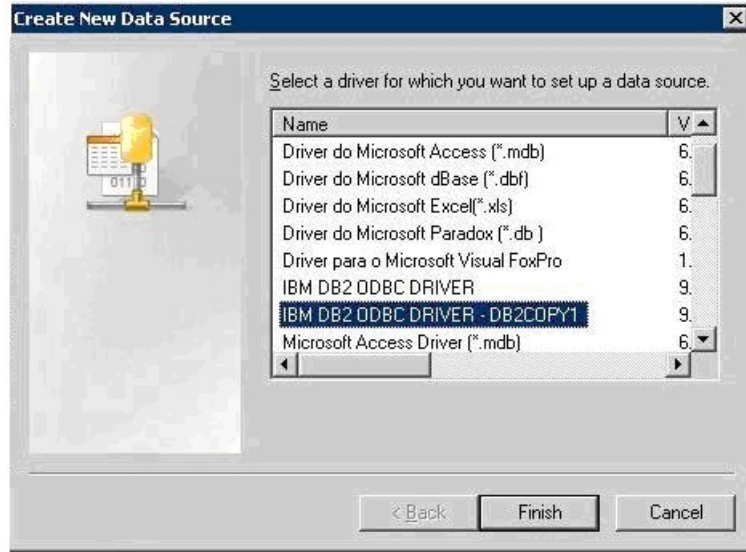 Create New Data Source
Select a driver for which you want to set up a data source.
Name V
Driver do Microsoft Access (*.mdb) 6.
Driver do Microsoft dBase (*.dbf) 6.
Driver do Microsoft Excel(*.xls) 6.
Driver do Microsoft Paradox (*.db ) 6.
Driver para o Microsoft Visual FoxPro 1.
IBM DB2 ODBC DRIVER 9.
IBM DB2 ODBC DRIVER - DB2COPY1 9.
Microsoft Access Driver (*.mdb) 6.
< Back Finish Cancel